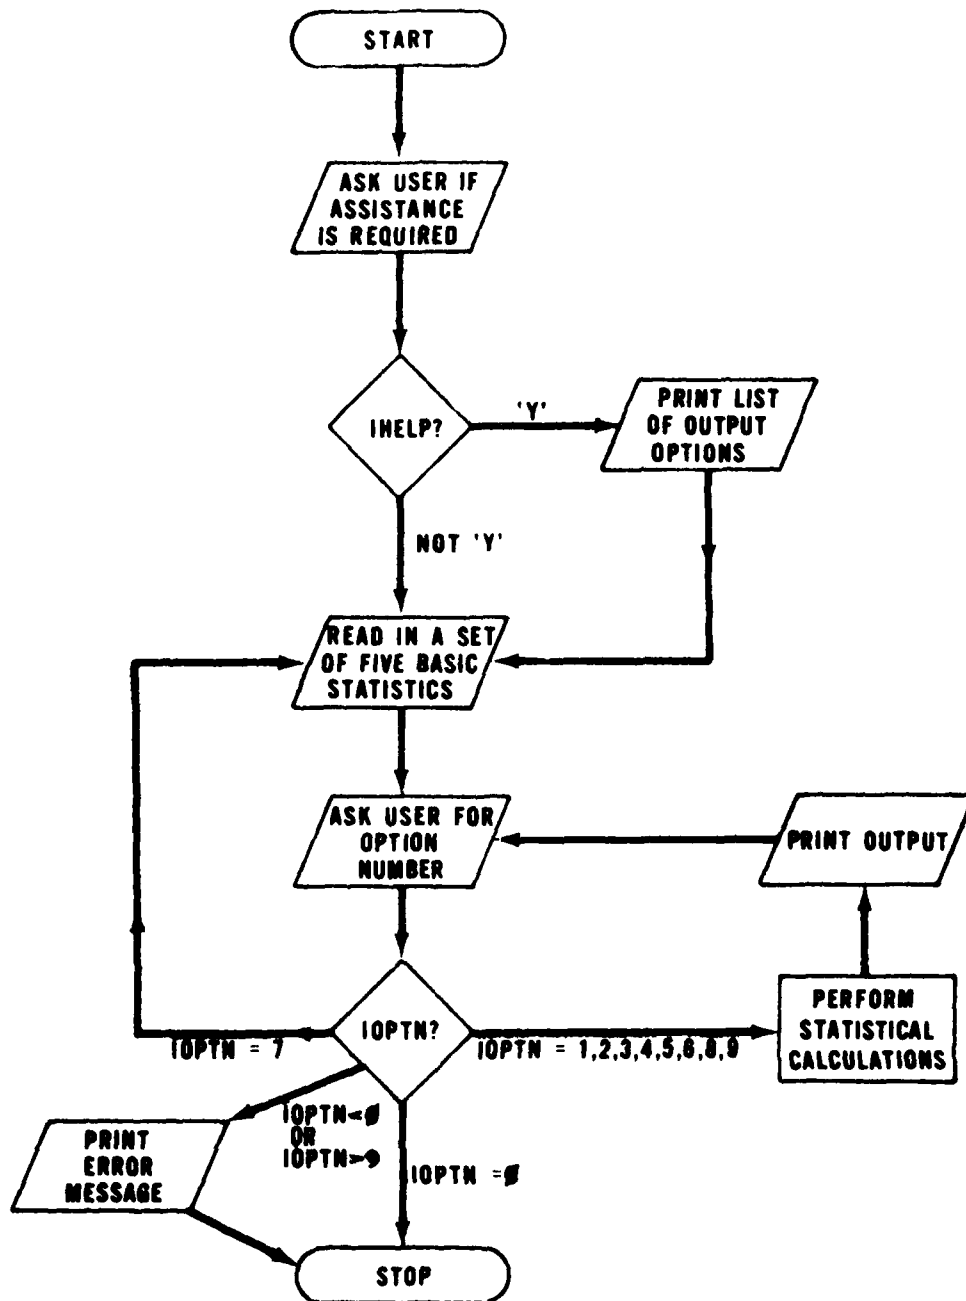 START
ASK USER IF
ASSISTANCE
IS REQUIRED
IHELP?
'Y'
PRINT LIST
OF OUTPUT
OPTIONS
NOT 'Y'
READ IN A SET
OF FIVE BASIC
STATISTICS
ASK USER FOR
OPTION
NUMBER
PRINT OUTPUT
IOPTN?
IOPTN = 7
IOPTN = 1,2,3,4,5,6,8,9
PERFORM
STATISTICAL
CALCULATIONS
IOPTN<Ø
OR
IOPTN>9
PRINT
ERROR
MESSAGE
IOPTN =Ø
STOP